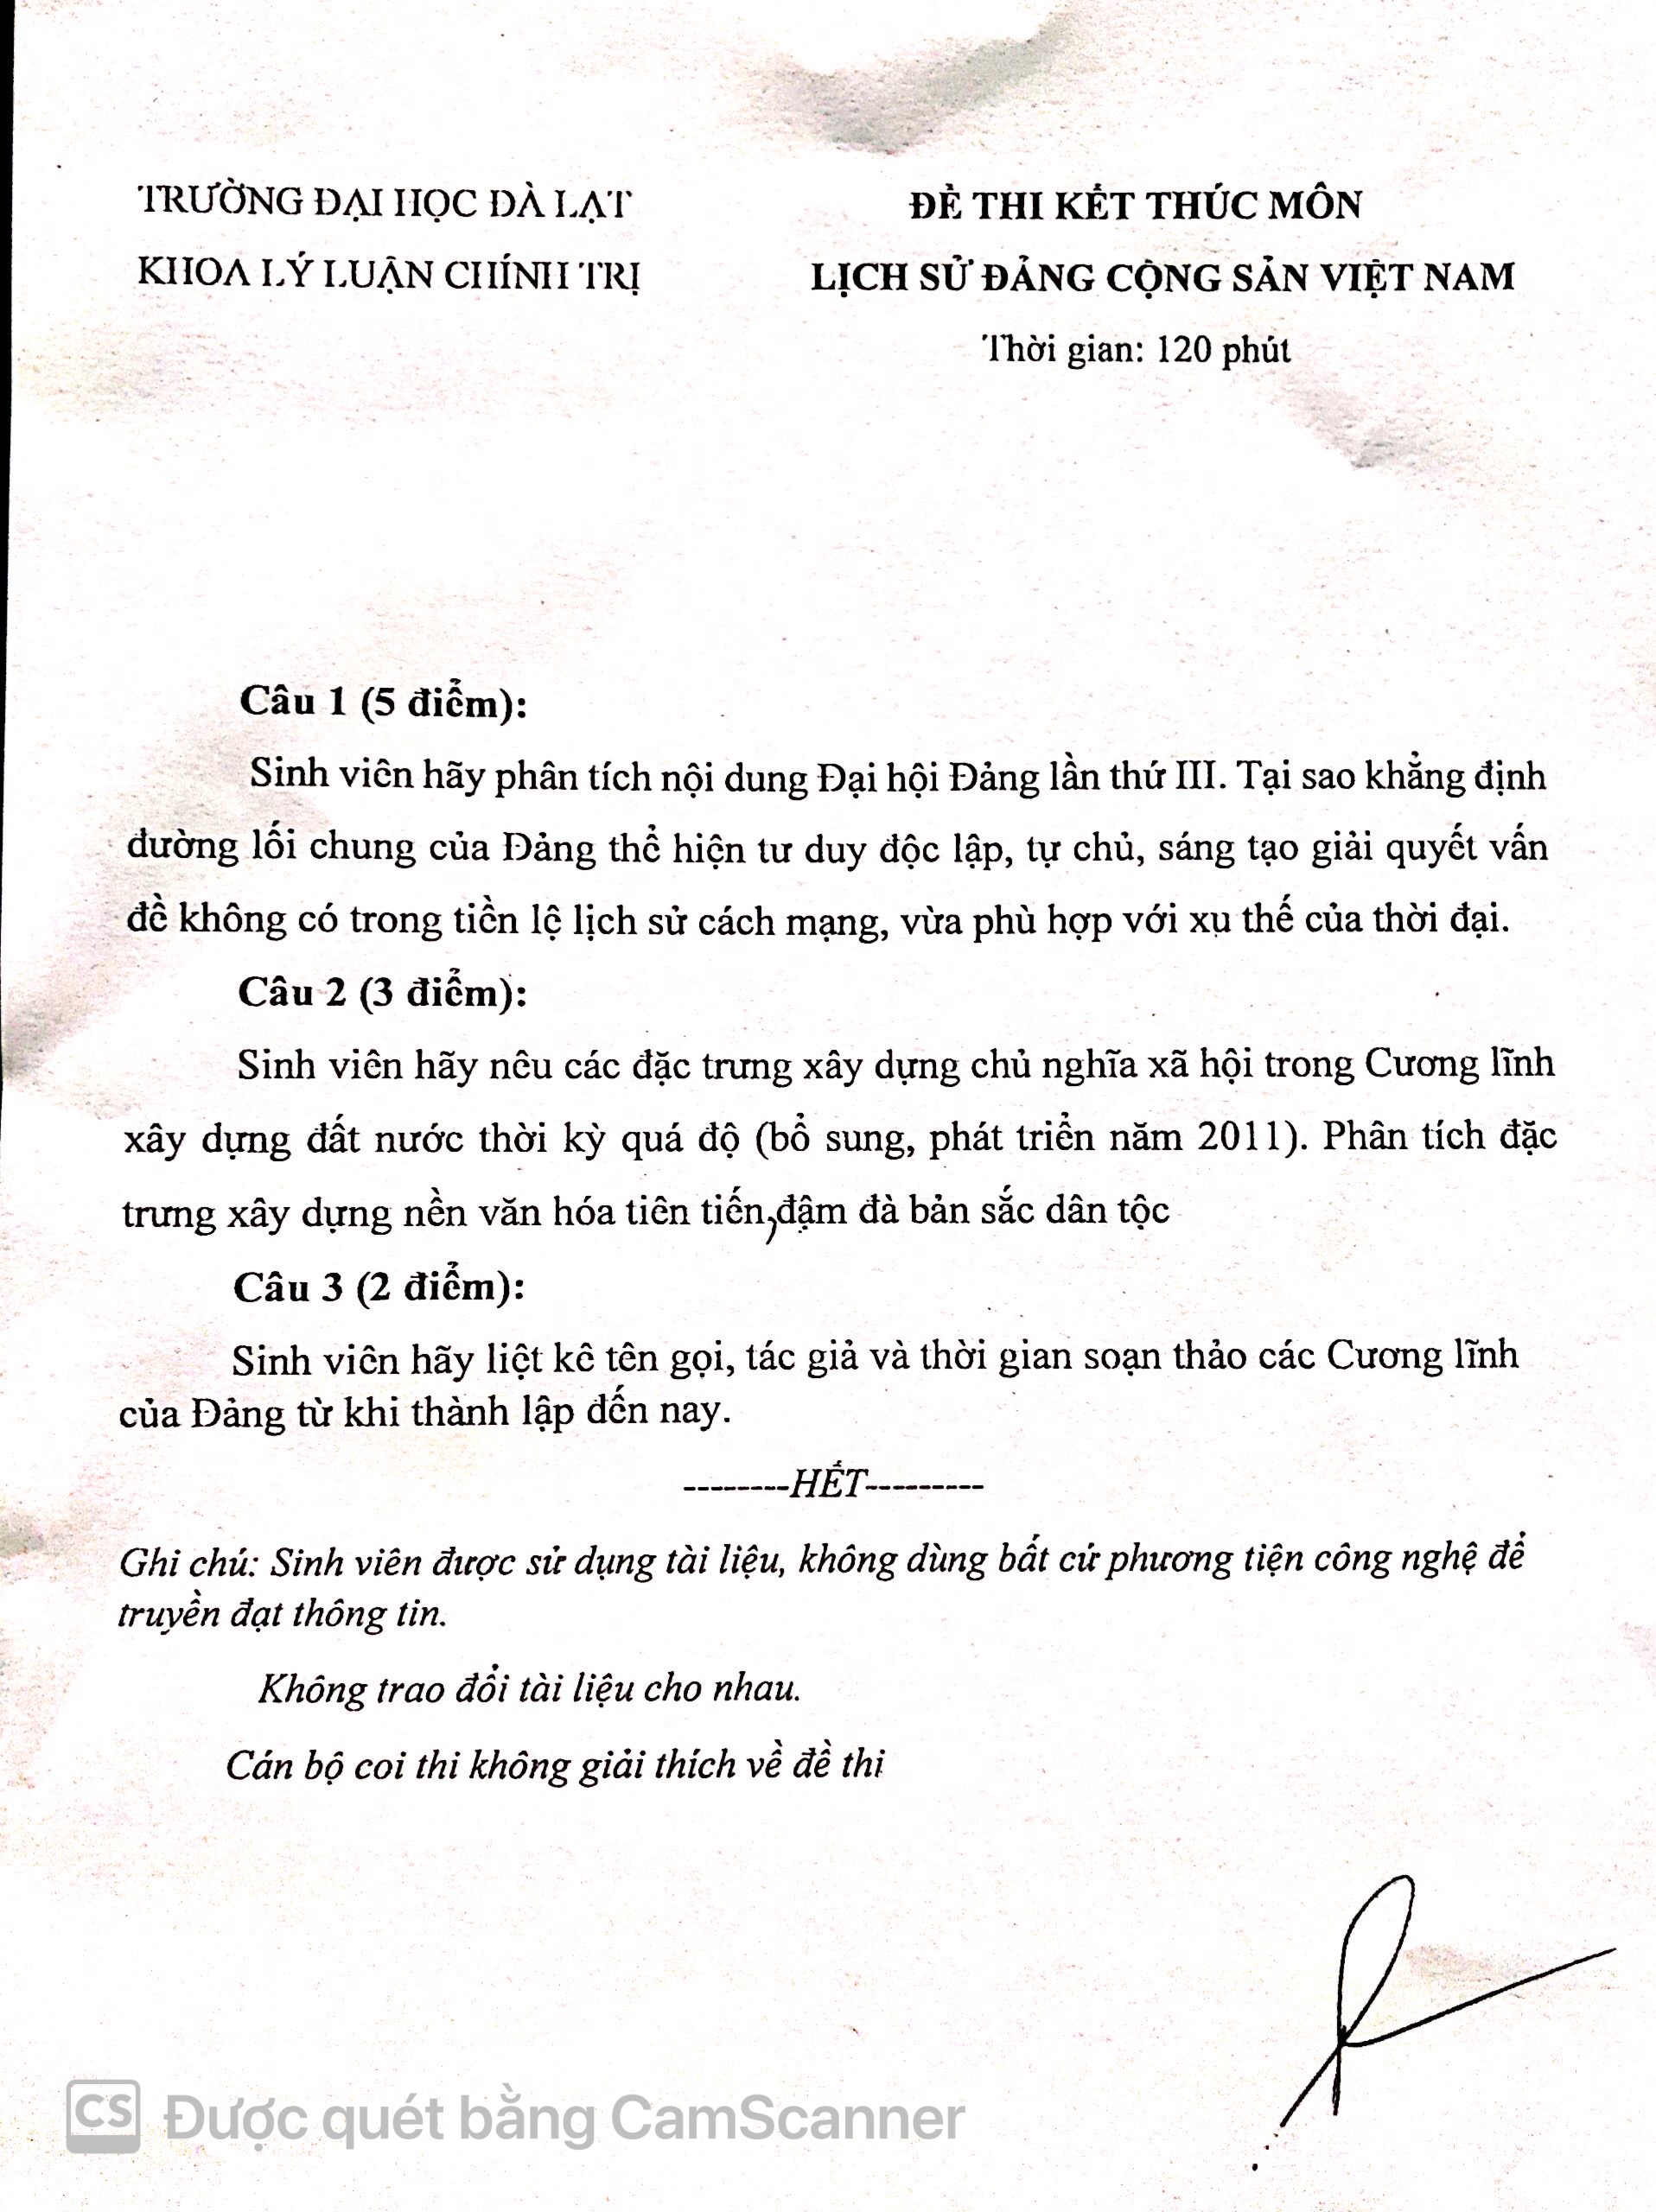 TRƯỜNG ĐẠI HỌC ĐÀ LẠT
KHOA LÝ LUẬN CHÍNH TRỊ
ĐỀ THI KẾT THÚC MÔN
LỊCH SỬ ĐẢNG CỘNG SẢN VIỆT NAM
Thời gian: 120 phút
Câu 1 (5 điểm):
Sinh viên hãy phân tích nội dung Đại hội Đảng lần thứ III. Tại sao khẳng định
đường lối chung của Đảng thể hiện tư duy độc lập, tự chủ, sáng tạo giải quyết vấn
đề không có trong tiền lệ lịch sử cách mạng, vừa phù hợp với xu thế của thời đại.
Câu 2 (3 điểm):
Sinh viên hãy nêu các đặc trưng xây dựng chủ nghĩa xã hội trong Cương lĩnh
xây dựng đất nước thời kỳ quá độ (bổ sung, phát triển năm 2011). Phân tích đặc
trưng xây dựng nền văn hóa tiên tiến,đậm đà bản sắc dân tộc
Câu 3 (2 điểm):
Sinh viên hãy liệt kê tên gọi, tác giả và thời gian soạn thảo các Cương lĩnh
của Đảng từ khi thành lập đến nay.
--------HẾT---------
Ghi chú: Sinh viên được sử dụng tài liệu, không dùng bất cứ phương tiện công nghệ để
truyền đạt thông tin.
Không trao đổi tài liệu cho nhau.
Cán bộ coi thi không giải thích về đề thi
CS Được quét bằng CamScanner